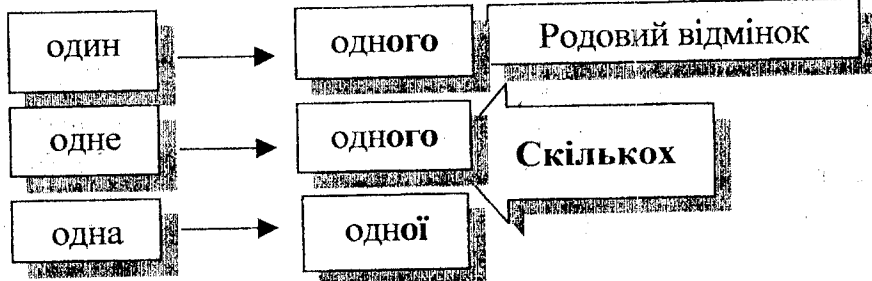 один одного Родовий відмінок
одне одного Скількох
одна одної